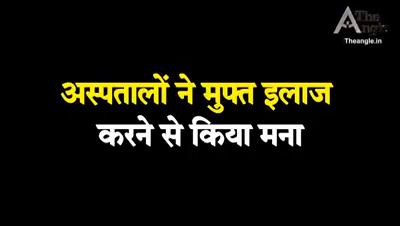 The
Angle
Theangle.in
अस्पतालों ने मुफ्त इलाज
करने से किया मना